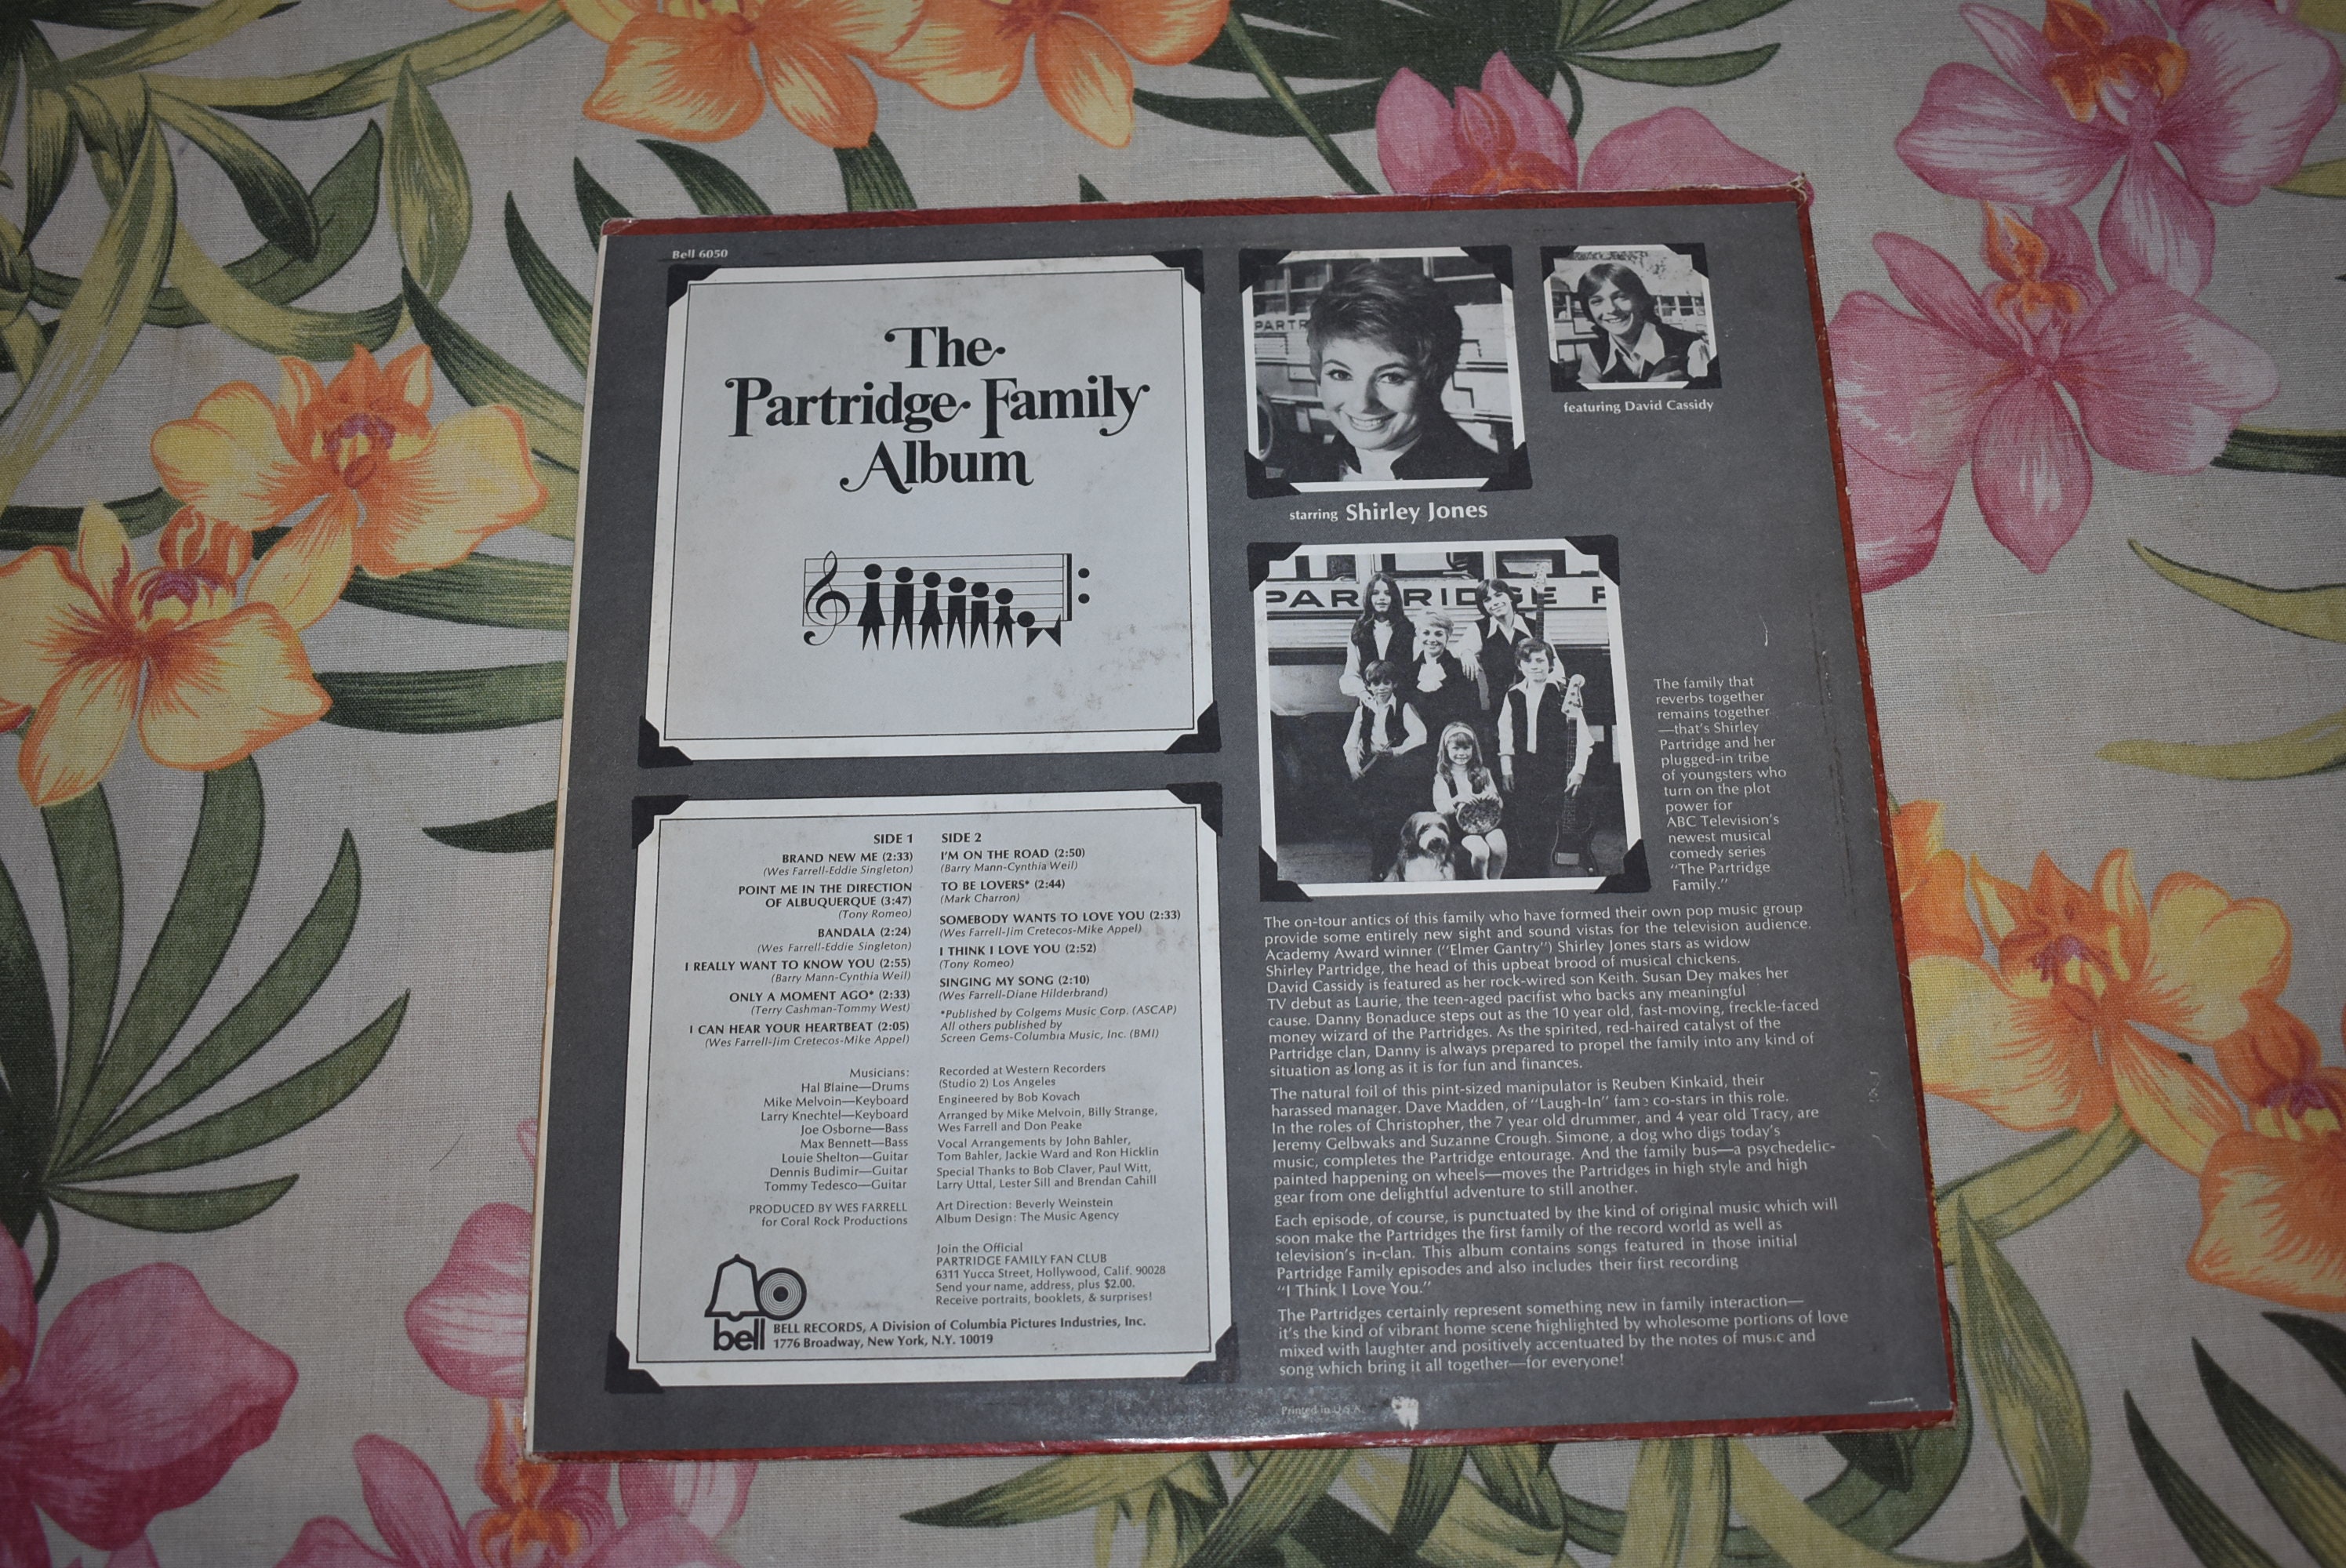 Bell 6050
The
Partridge Family
Album
SIDE 1
BRAND NEW ME (2:33)
(Wes Farrell-Eddie Singleton)
POINT ME IN THE DIRECTION
OF ALBUQUERQUE (3:47)
(Tony Romeo)
BANDALA (2:24)
(Wes Farrell-Eddie Singleton)
I REALLY WANT TO KNOW YOU (2:55)
(Barry Mann-Cynthia Weil)
ONLY A MOMENT AGO* (2:33)
(Terry Cashman-Tommy West)
I CAN HEAR YOUR HEARTBEAT (2:05)
(Wes Farrell-Jim Cretecos-Mike Appel)
Musicians:
Hal Blaine—Drums
Mike Melvoin—Keyboard
Larry Knechtel—Keyboard
Joe Osborne—Bass
Max Bennett—Bass
Louie Shelton—Guitar
Dennis Budimir—Guitar
Tommy Tedesco—Guitar
PRODUCED BY WES FARRELL
for Coral Rock Productions
SIDE 2
I'M ON THE ROAD (2:50)
(Barry Mann-Cynthia Weil)
TO BE LOVERS* (2:44)
(Mark Charron)
SOMEBODY WANTS TO LOVE YOU (2:33)
(Wes Farrell-Jim Cretecos-Mike Appel)
I THINK I LOVE YOU (2:52)
(Tony Romeo)
SINGING MY SONG (2:10)
(Wes Farrell-Diane Hilderbrand)
*Published by Colgems Music Corp. (ASCAP)
All others published by
Screen Gems-Columbia Music, Inc. (BMI)
Recorded at Western Recorders
(Studio 2) Los Angeles
Engineered by Bob Kovach
Arranged by Mike Melvoin, Billy Strange,
Wes Farrell and Don Peake
Vocal Arrangements by John Bahler,
Tom Bahler, Jackie Ward and Ron Hicklin
Special Thanks to Bob Claver, Paul Witt,
Larry Uttal, Lester Sill and Brendan Cahill
Art Direction: Beverly Weinstein
Album Design: The Music Agency
Join the Official
PARTRIDGE FAMILY FAN CLUB
6311 Yucca Street, Hollywood, Calif. 90028
Send your name, address, plus $2.00.
Receive portraits, booklets, & surprises!
bell
BELL RECORDS, A Division of Columbia Pictures Industries, Inc.
1776 Broadway, New York, N.Y. 10019
PARTR
starring Shirley Jones
featuring David Cassidy
PARTRIDGE F
The family that
reverbs together
remains together
—that's Shirley
Partridge and her
plugged-in tribe
of youngsters who
turn on the plot
power for
ABC Television's
newest musical
comedy series
"The Partridge
Family."
The on-tour antics of this family who have formed their own pop music group
provide some entirely new sight and sound vistas for the television audience.
Academy Award winner ("Elmer Gantry") Shirley Jones stars as widow
Shirley Partridge, the head of this upbeat brood of musical chickens.
David Cassidy is featured as her rock-wired son Keith. Susan Dey makes her
TV debut as Laurie, the teen-aged pacifist who backs any meaningful
cause. Danny Bonaduce steps out as the 10 year old, fast-moving, freckle-faced
money wizard of the Partridges. As the spirited, red-haired catalyst of the
Partridge clan, Danny is always prepared to propel the family into any kind of
situation as long as it is for fun and finances.
The natural foil of this pint-sized manipulator is Reuben Kinkaid, their
harassed manager. Dave Madden, of "Laugh-In" fame co-stars in this role.
In the roles of Christopher, the 7 year old drummer, and 4 year old Tracy, are
Jeremy Gelbwaks and Suzanne Crough. Simone, a dog who digs today's
music, completes the Partridge entourage. And the family bus—a psychedelic-
painted happening on wheels—moves the Partridges in high style and high
gear from one delightful adventure to still another.
Each episode, of course, is punctuated by the kind of original music which will
soon make the Partridges the first family of the record world as well as
television's in-clan. This album contains songs featured in those initial
Partridge Family episodes and also includes their first recording
"I Think I Love You."
The Partridges certainly represent something new in family interaction—
it's the kind of vibrant home scene highlighted by wholesome portions of love
mixed with laughter and positively accentuated by the notes of music and
song which bring it all together—for everyone!
Printed in U.S.A.